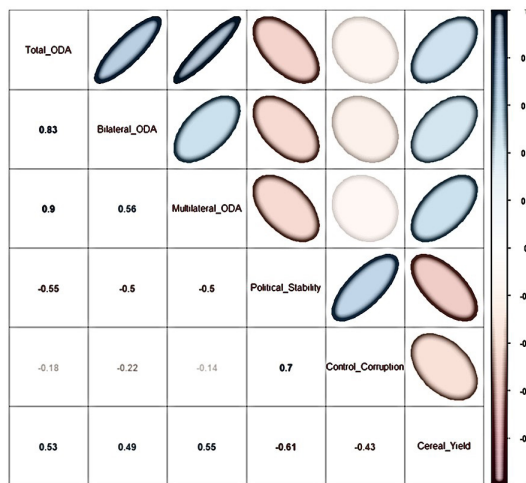 Total_ODA
0.83 Bilateral_ODA
0.9 0.56 Multilateral_ODA
-0.55 -0.5 -0.5 Political_Stability
-0.18 -0.22 -0.14 0.7 Control_Corruption
0.53 0.49 0.55 -0.61 -0.43 Cereal_Yield